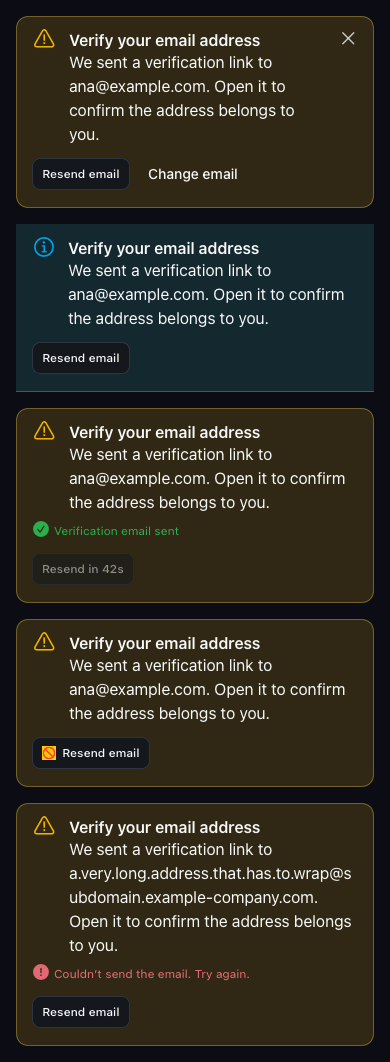 Verify your email address
We sent a verification link to
ana@example.com. Open it to
confirm the address belongs to
you.
Resend email
Change email
Verify your email address
We sent a verification link to
ana@example.com. Open it to confirm
the address belongs to you.
Resend email
Verify your email address
We sent a verification link to
ana@example.com. Open it to confirm
the address belongs to you.
Verification email sent
Resend in 42s
Verify your email address
We sent a verification link to
ana@example.com. Open it to confirm
the address belongs to you.
Resend email
Verify your email address
We sent a verification link to
a.very.long.address.that.has.to.wrap@s
ubdomain.example-company.com.
Open it to confirm the address belongs
to you.
Couldn't send the email. Try again.
Resend email